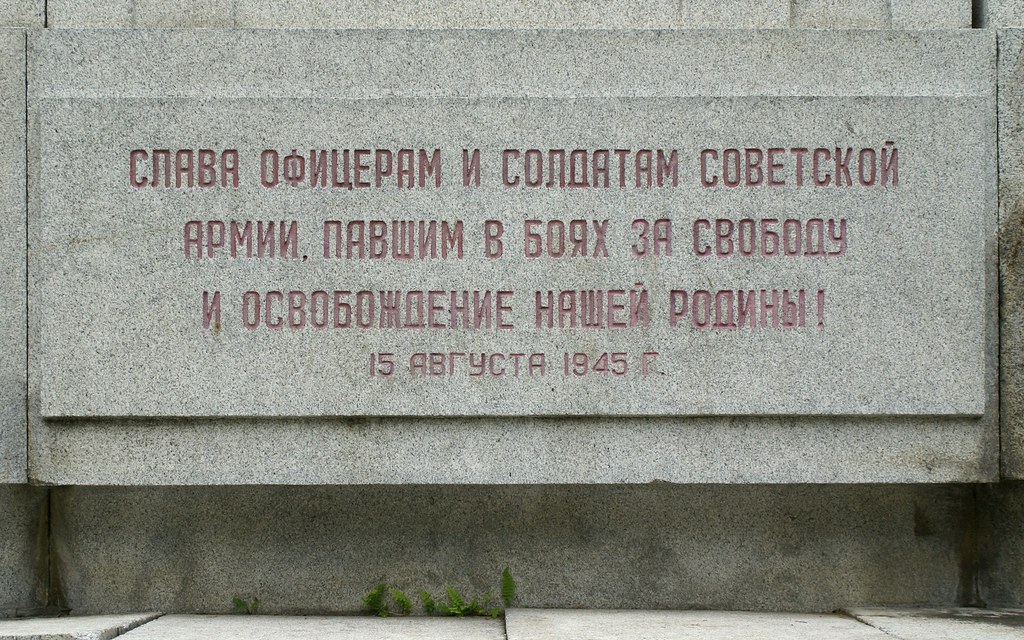 СЛАВА ОФИЦЕРАМ И СОЛДАТАМ СОВЕТСКОЙ
АРМИИ, ПАВШИМ В БОЯХ ЗА СВОБОДУ
И ОСВОБОЖДЕНИЕ НАШЕЙ РОДИНЫ!
15 АВГУСТА 1945 Г.